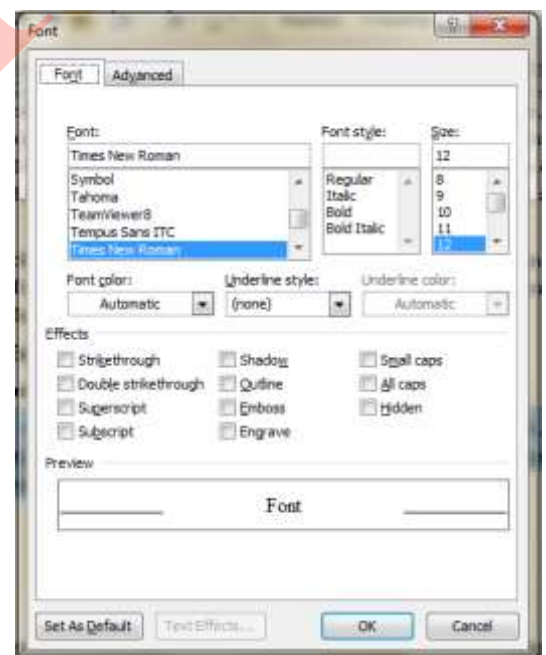 Font
Font Advanced
Font: Font style: Size:
Times New Roman 12
Symbol Regular 8
Tahoma Italic 9
TeamViewer8 Bold 10
Tempus Sans ITC Bold Italic 11
Times New Roman 12
Font color: Underline style: Underline color:
Automatic (none) Automatic
Effects
Strikethrough Shadow Small caps
Double strikethrough Outline All caps
Superscript Emboss Hidden
Subscript Engrave
Preview
Font
Set As Default Text Effects... OK Cancel